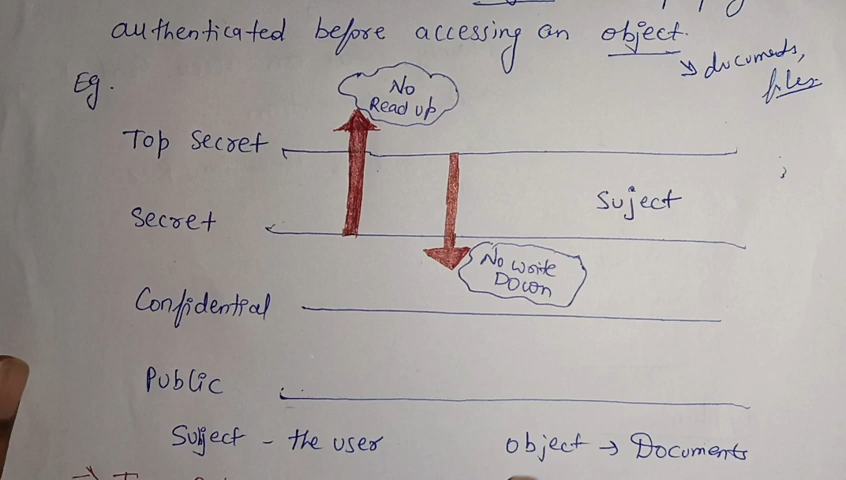 authenticated before accessing an object.
documents,
files
Eg.
No
Read up
Top Secret
Suject
Secret
No write
Down
Confidential
Public
Subject - the user
object → Documents